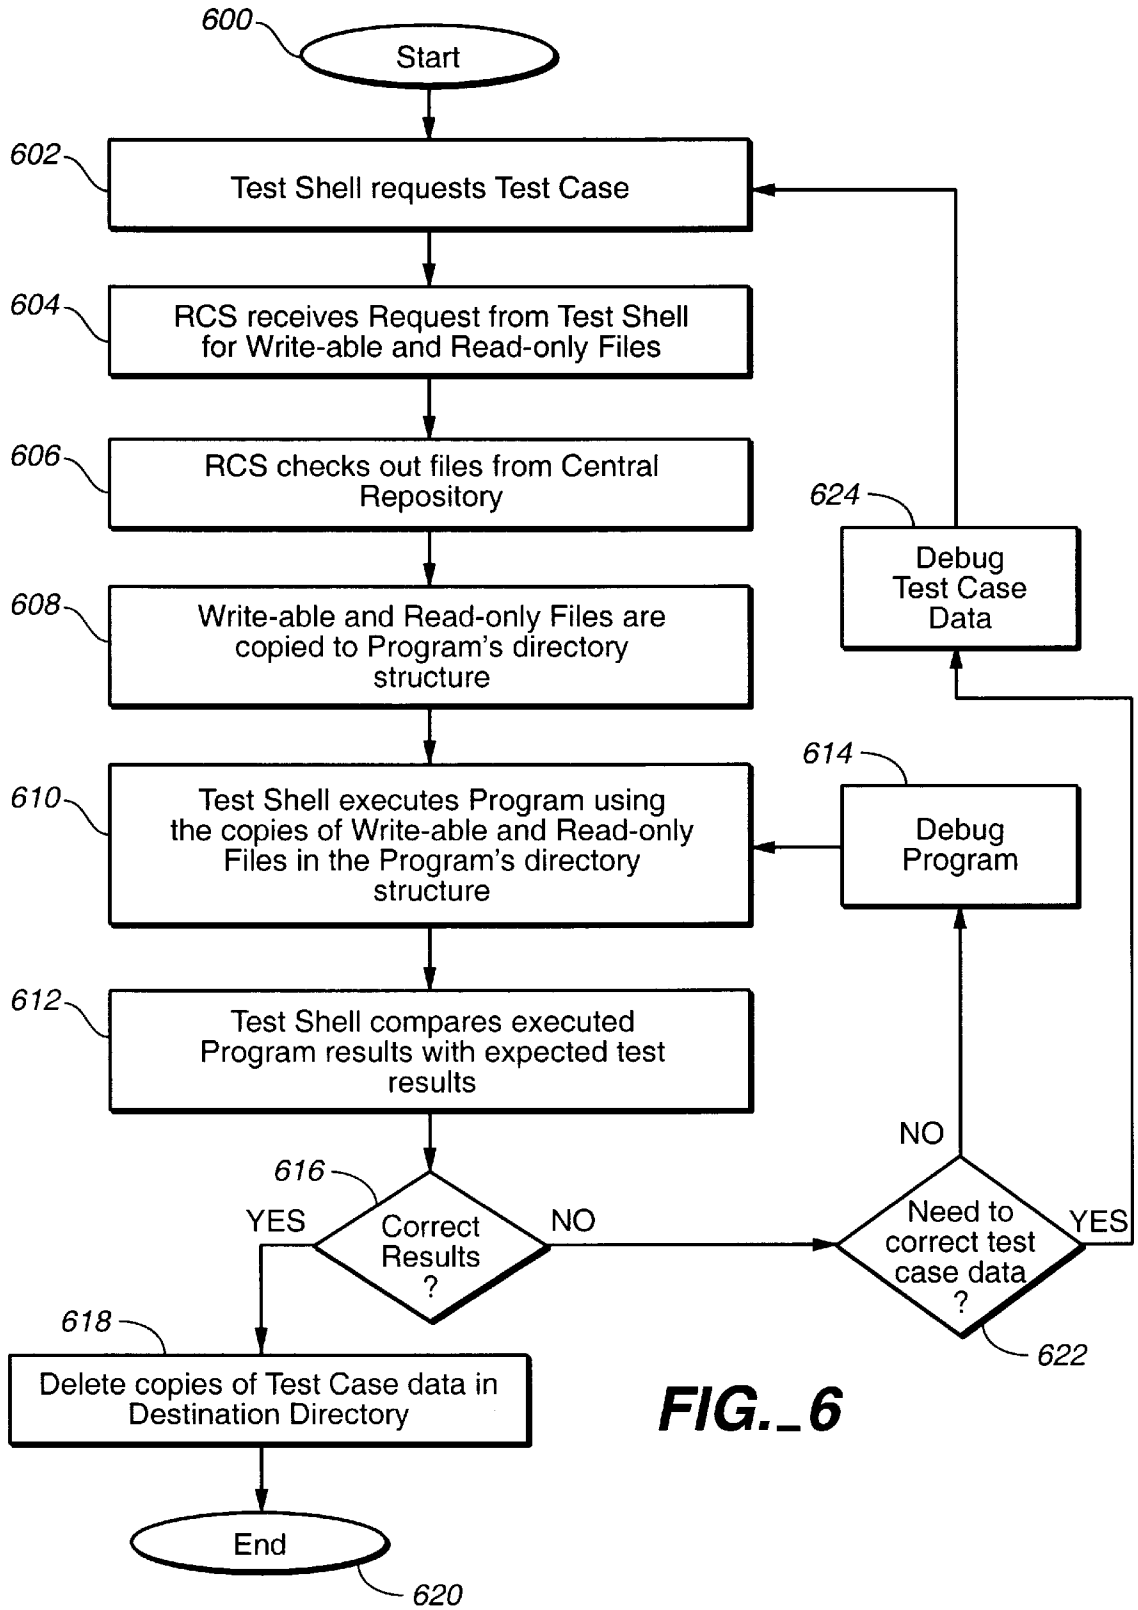 600
Start
602
Test Shell requests Test Case
604
RCS receives Request from Test Shell
for Write-able and Read-only Files
606
RCS checks out files from Central
Repository
624
Debug
Test Case
Data
608
Write-able and Read-only Files are
copied to Program's directory
structure
614
Debug
Program
610
Test Shell executes Program using
the copies of Write-able and Read-only
Files in the Program's directory
structure
612
Test Shell compares executed
Program results with expected test
results
NO
616
YES
Correct
Results
?
NO
Need to
correct test
case data
?
YES
622
618
Delete copies of Test Case data in
Destination Directory
FIG._6
End
620